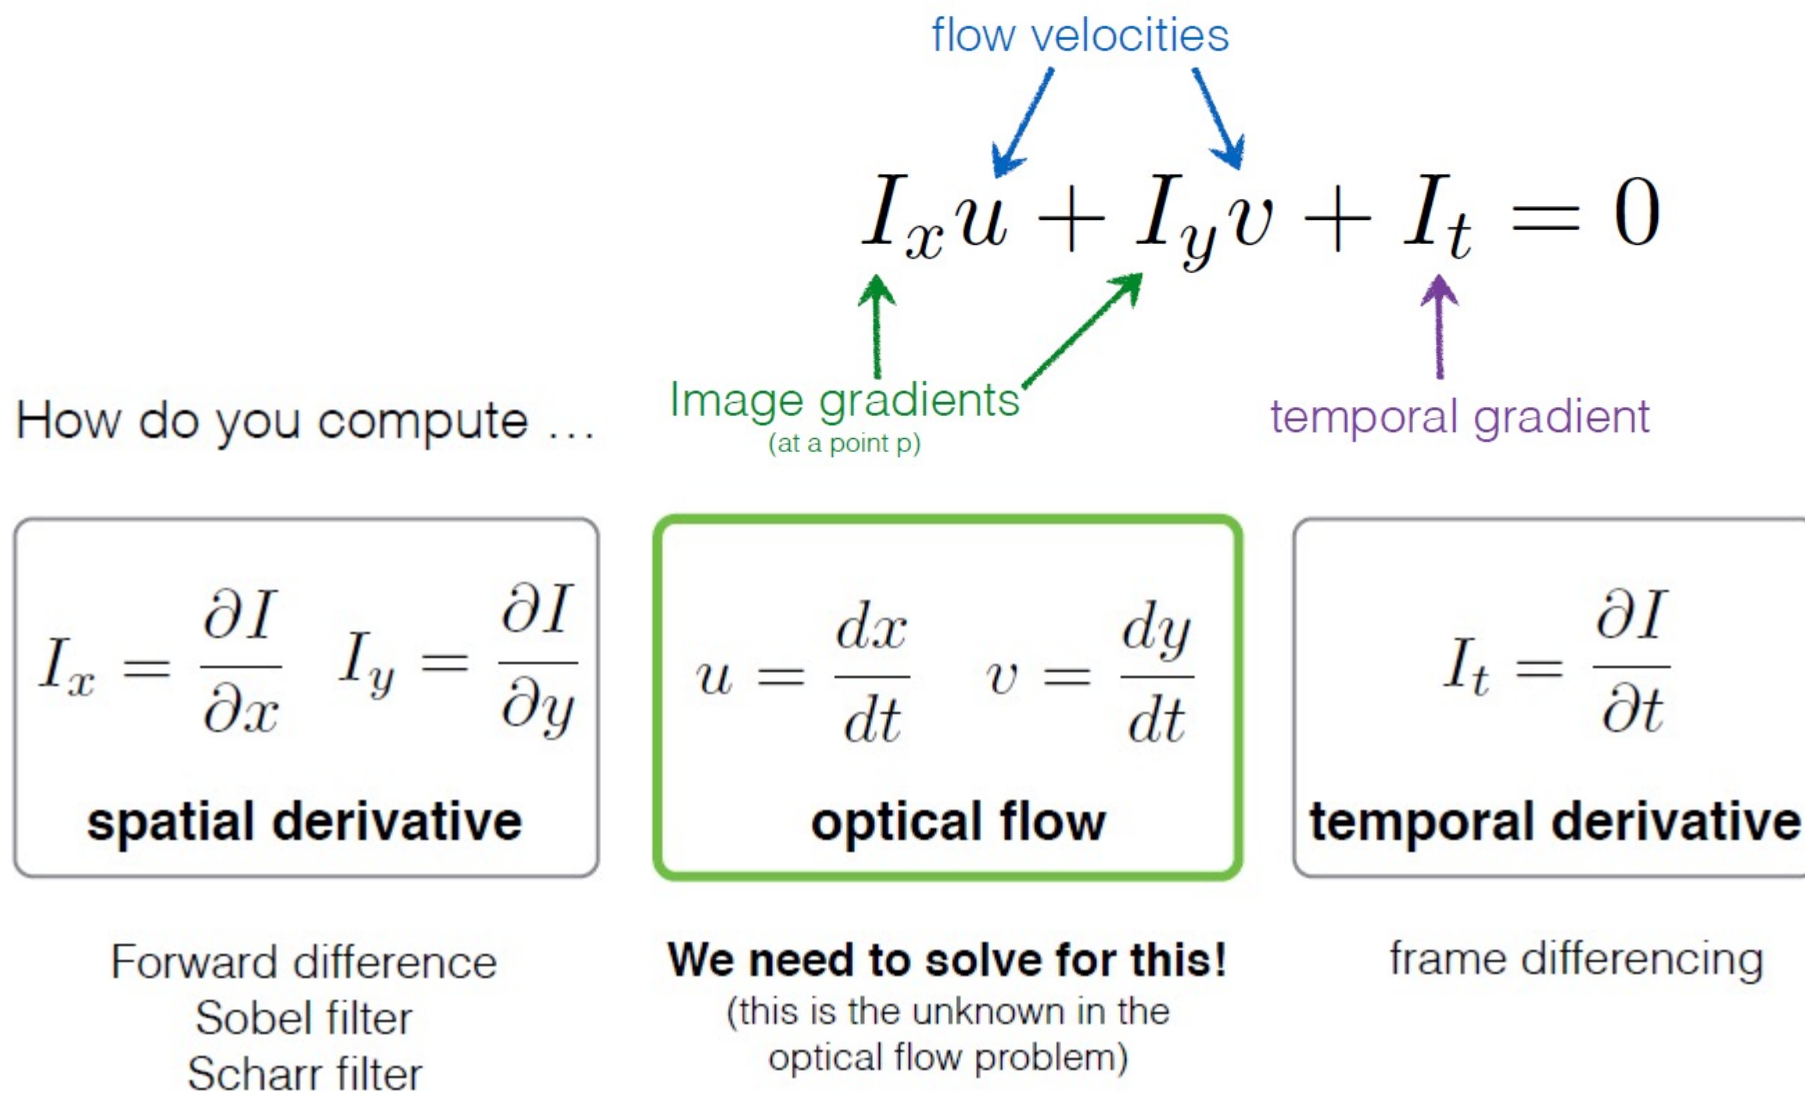 flow velocities
I_x u + I_y v + I_t = 0
How do you compute …
Image gradients
(at a point p)
temporal gradient
I_x = ∂I/∂x   I_y = ∂I/∂y
spatial derivative
u = dx/dt   v = dy/dt
optical flow
I_t = ∂I/∂t
temporal derivative
Forward difference
Sobel filter
Scharr filter
We need to solve for this!
(this is the unknown in the
optical flow problem)
frame differencing